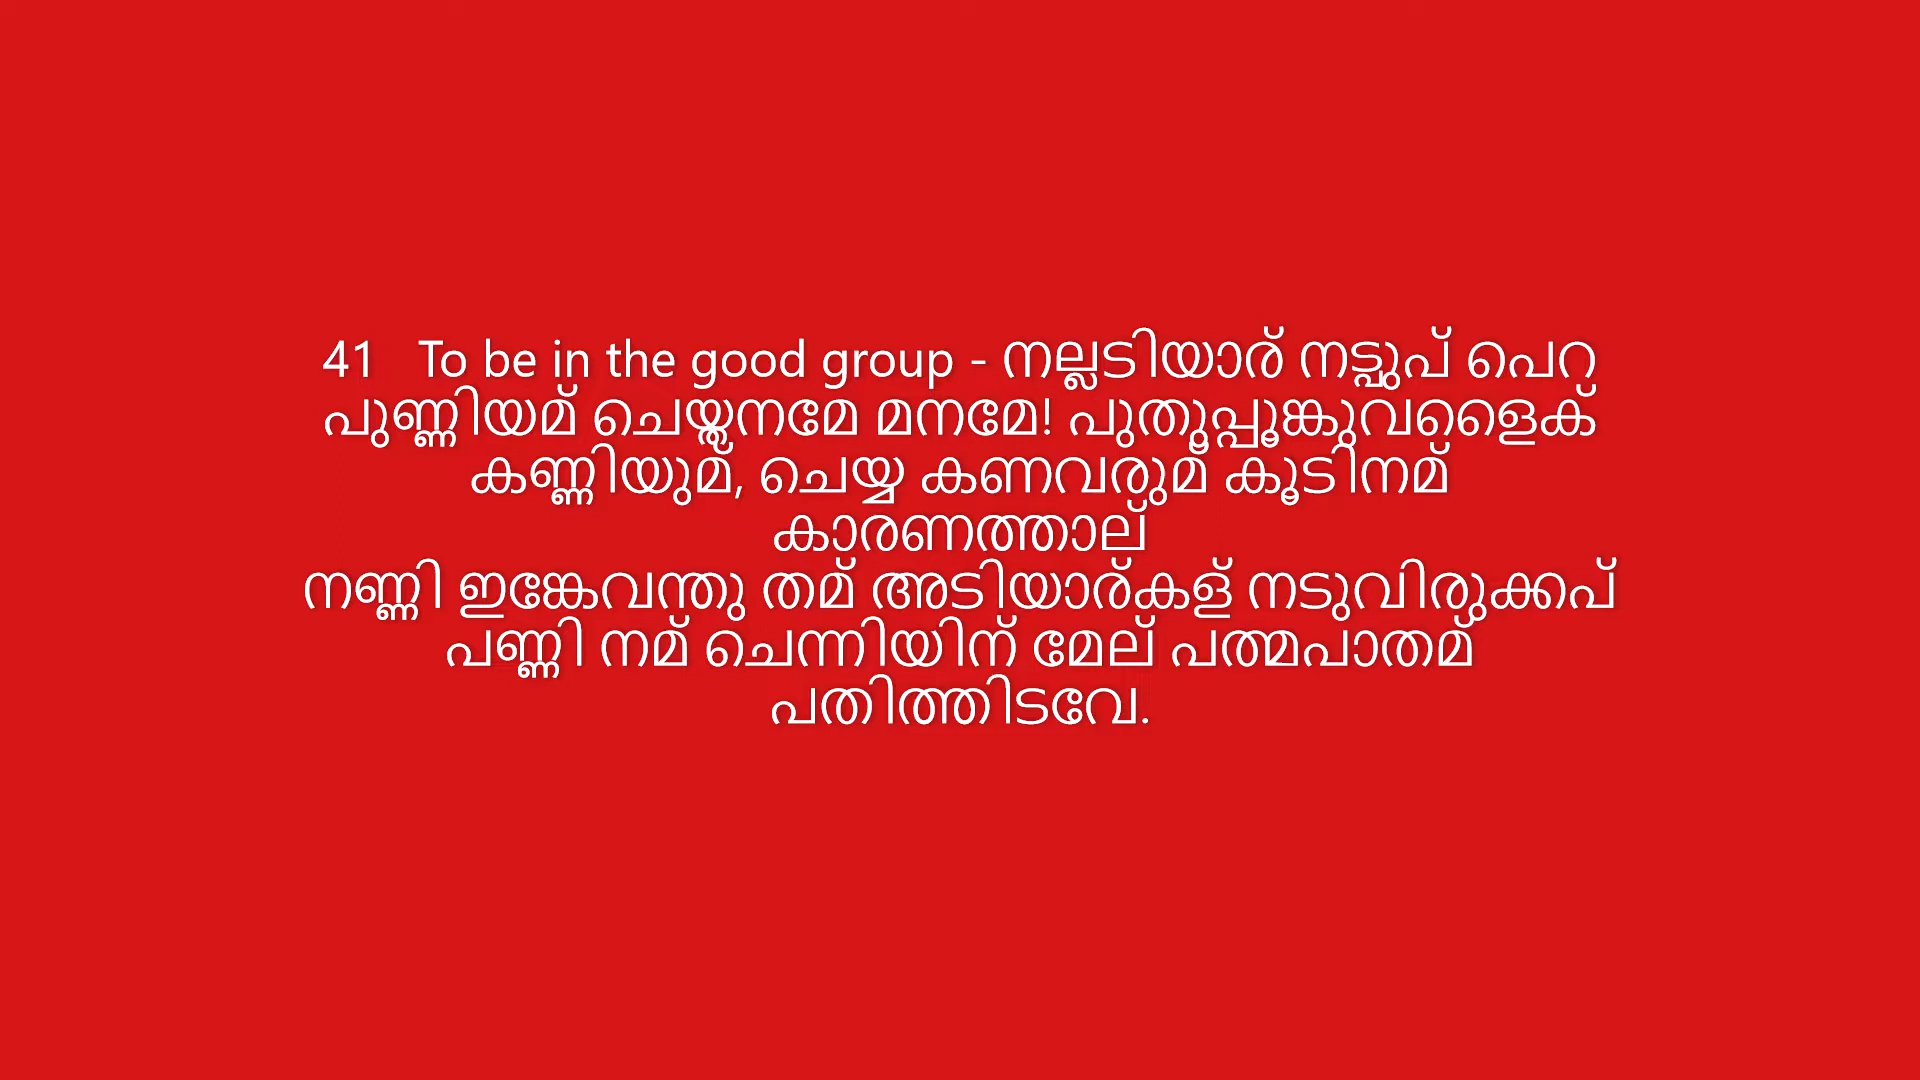 41 To be in the good group - നല്ലടിയാര് നട്പുപ് പെറ
പുണ്ണിയമ് ചെയ്തനമേ മനമേ! പുതൂപ്പൂങ്കുവളൈക്
കണ്ണിയുമ്, ചെയ്യ കണവരുമ് കൂടിനമ്
കാരണത്താല്
നണ്ണി ഇങ്കേവന്തു തമ് അടിയാര്കള് നടുവിരുക്കപ്
പണ്ണി നമ് ചെന്നിയിന് മേല് പത്മപാതമ്
പതിത്തിടവേ.